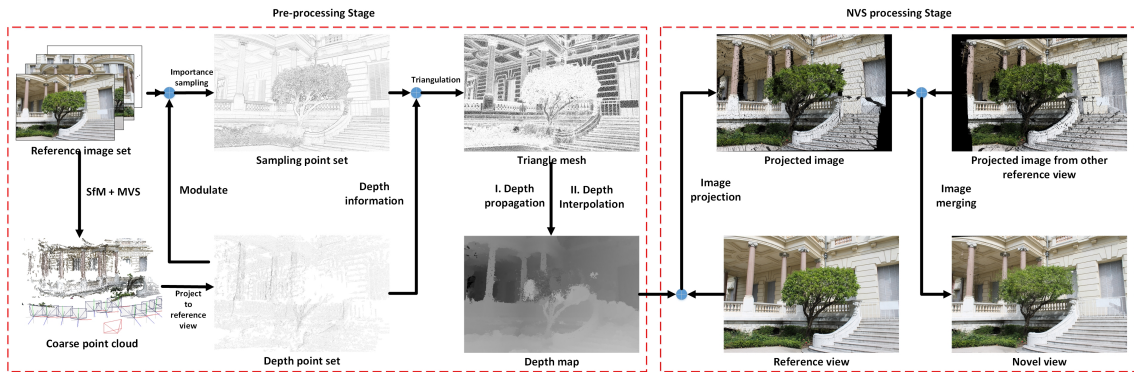 Pre-processing Stage
NVS processing Stage
Importance
sampling
Triangulation
Reference image set
Sampling point set
Triangle mesh
Projected image
Projected image from other
reference view
SfM + MVS
Modulate
Depth
information
I. Depth
propagation
II. Depth
Interpolation
Image
projection
Image
merging
Project
to
reference
view
Coarse point cloud
Depth point set
Depth map
Reference view
Novel view